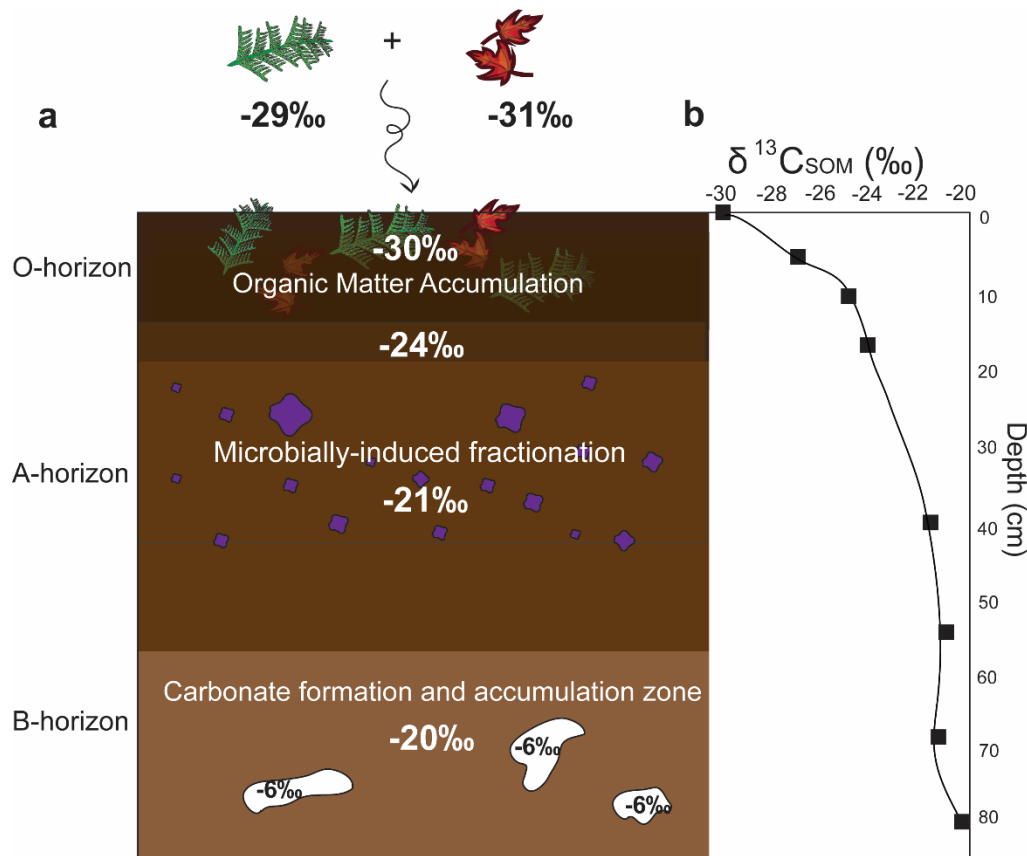 +
a
-29‰
-31‰
b
δ ¹³CSOM (‰)
-30 -28 -26 -24 -22 -20
0
O-horizon
-30‰
Organic Matter Accumulation
10
-24‰
20
30
A-horizon
Microbially-induced fractionation
-21‰
40
Depth (cm)
50
60
B-horizon
Carbonate formation and accumulation zone
-20‰
-6‰
70
-6‰
-6‰
80